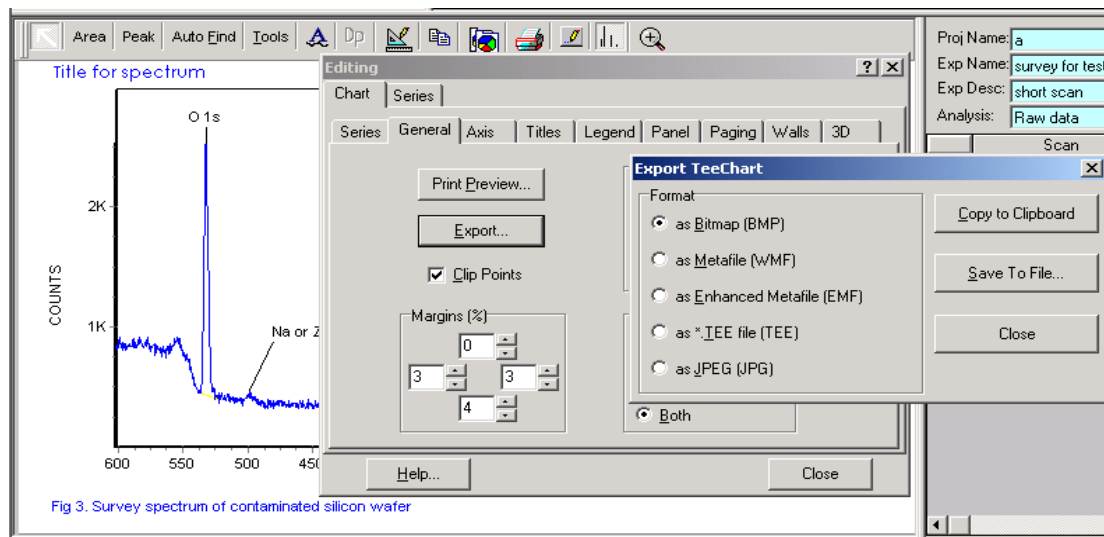 Area Peak Auto Find Tools Dp
Title for spectrum
O 1s
2K
COUNTS
1K
Na or Z
600 550 500 450
Fig 3. Survey spectrum of contaminated silicon wafer
Editing
Chart Series
Series General Axis Titles Legend Panel Paging Walls 3D
Print Preview...
Export...
Clip Points
Margins (%)
0
3 3
4
Both
Help... Close
Export TeeChart
Format
as Bitmap (BMP)
as Metafile (WMF)
as Enhanced Metafile (EMF)
as *.TEE file (TEE)
as JPEG (JPG)
Copy to Clipboard
Save To File...
Close
Proj Name: a
Exp Name: survey for test
Exp Desc: short scan
Analysis: Raw data
Scan